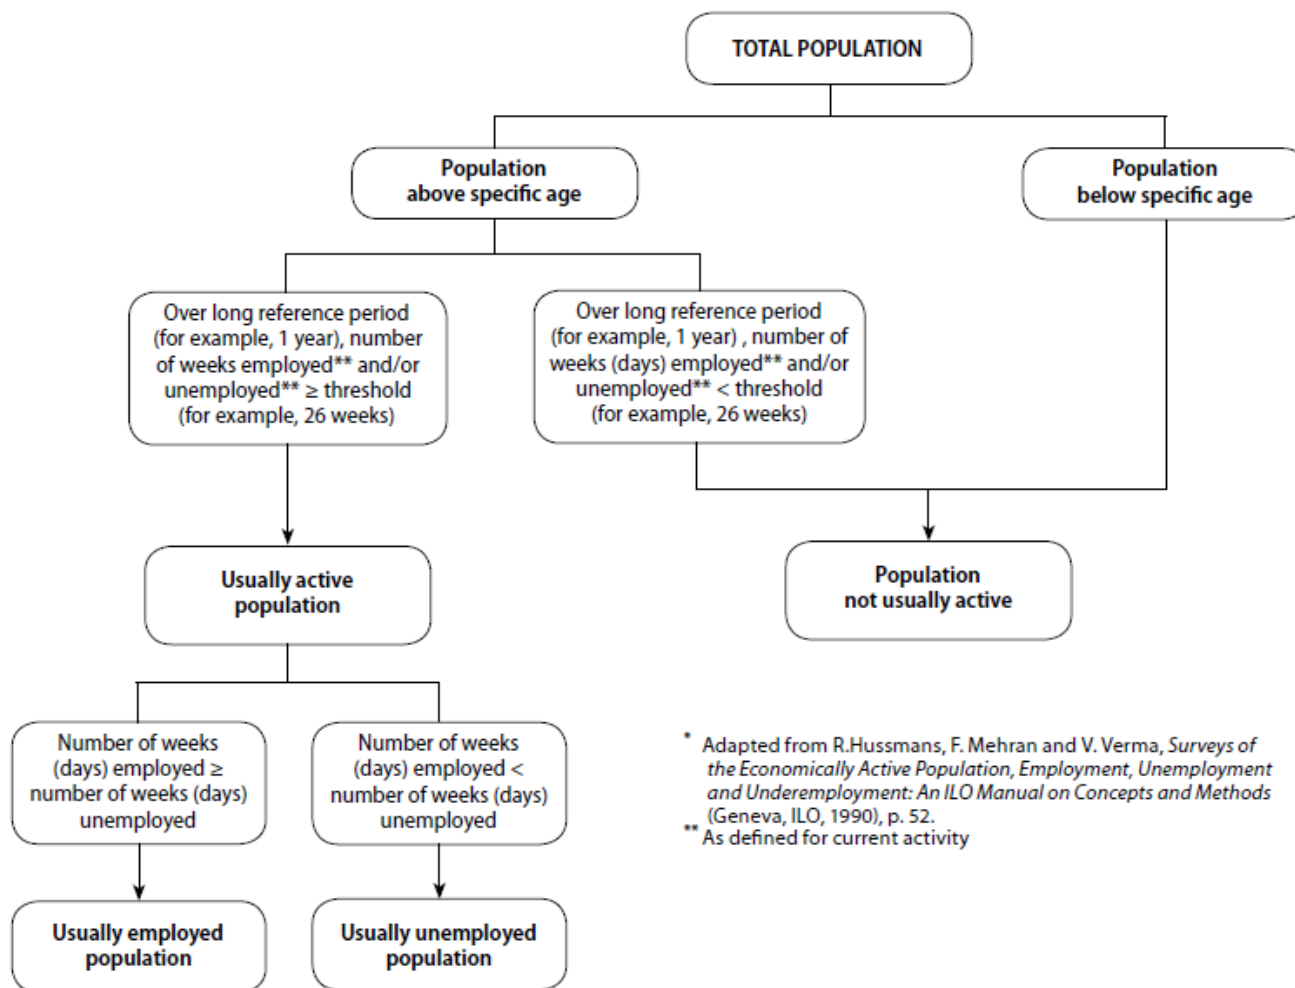 TOTAL POPULATION
Population
above specific age
Population
below specific age
Over long reference period
(for example, 1 year), number
of weeks employed** and/or
unemployed** ≥ threshold
(for example, 26 weeks)
Over long reference period
(for example, 1 year) , number of
weeks (days) employed** and/or
unemployed** < threshold
(for example, 26 weeks)
Usually active
population
Population
not usually active
Number of weeks
(days) employed ≥
number of weeks (days)
unemployed
Number of weeks
(days) employed <
number of weeks (days)
unemployed
Usually employed
population
Usually unemployed
population
* Adapted from R.Hussmans, F. Mehran and V. Verma, Surveys of
the Economically Active Population, Employment, Unemployment
and Underemployment: An ILO Manual on Concepts and Methods
(Geneva, ILO, 1990), p. 52.
** As defined for current activity